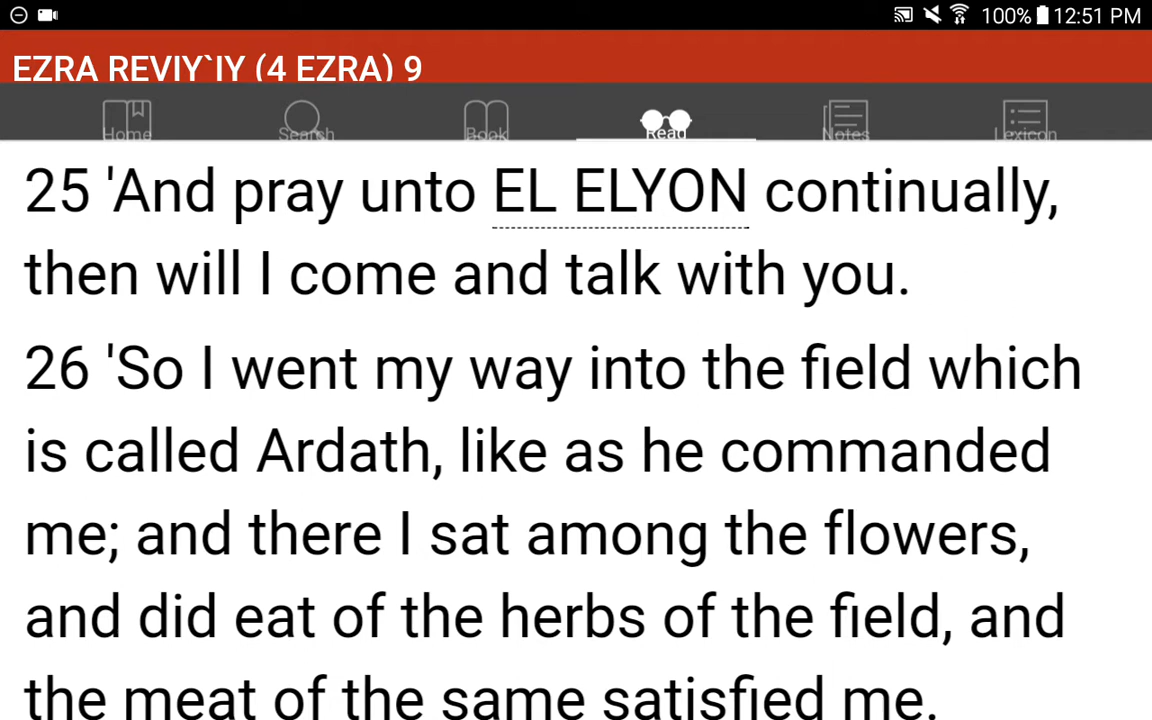 100% 12:51 PM
EZRA REVIY`IY (4 EZRA) 9
Home Search Book Read Notes Lexicon
25 'And pray unto EL ELYON continually,
then will I come and talk with you.
26 'So I went my way into the field which
is called Ardath, like as he commanded
me; and there I sat among the flowers,
and did eat of the herbs of the field, and
the meat of the same satisfied me.